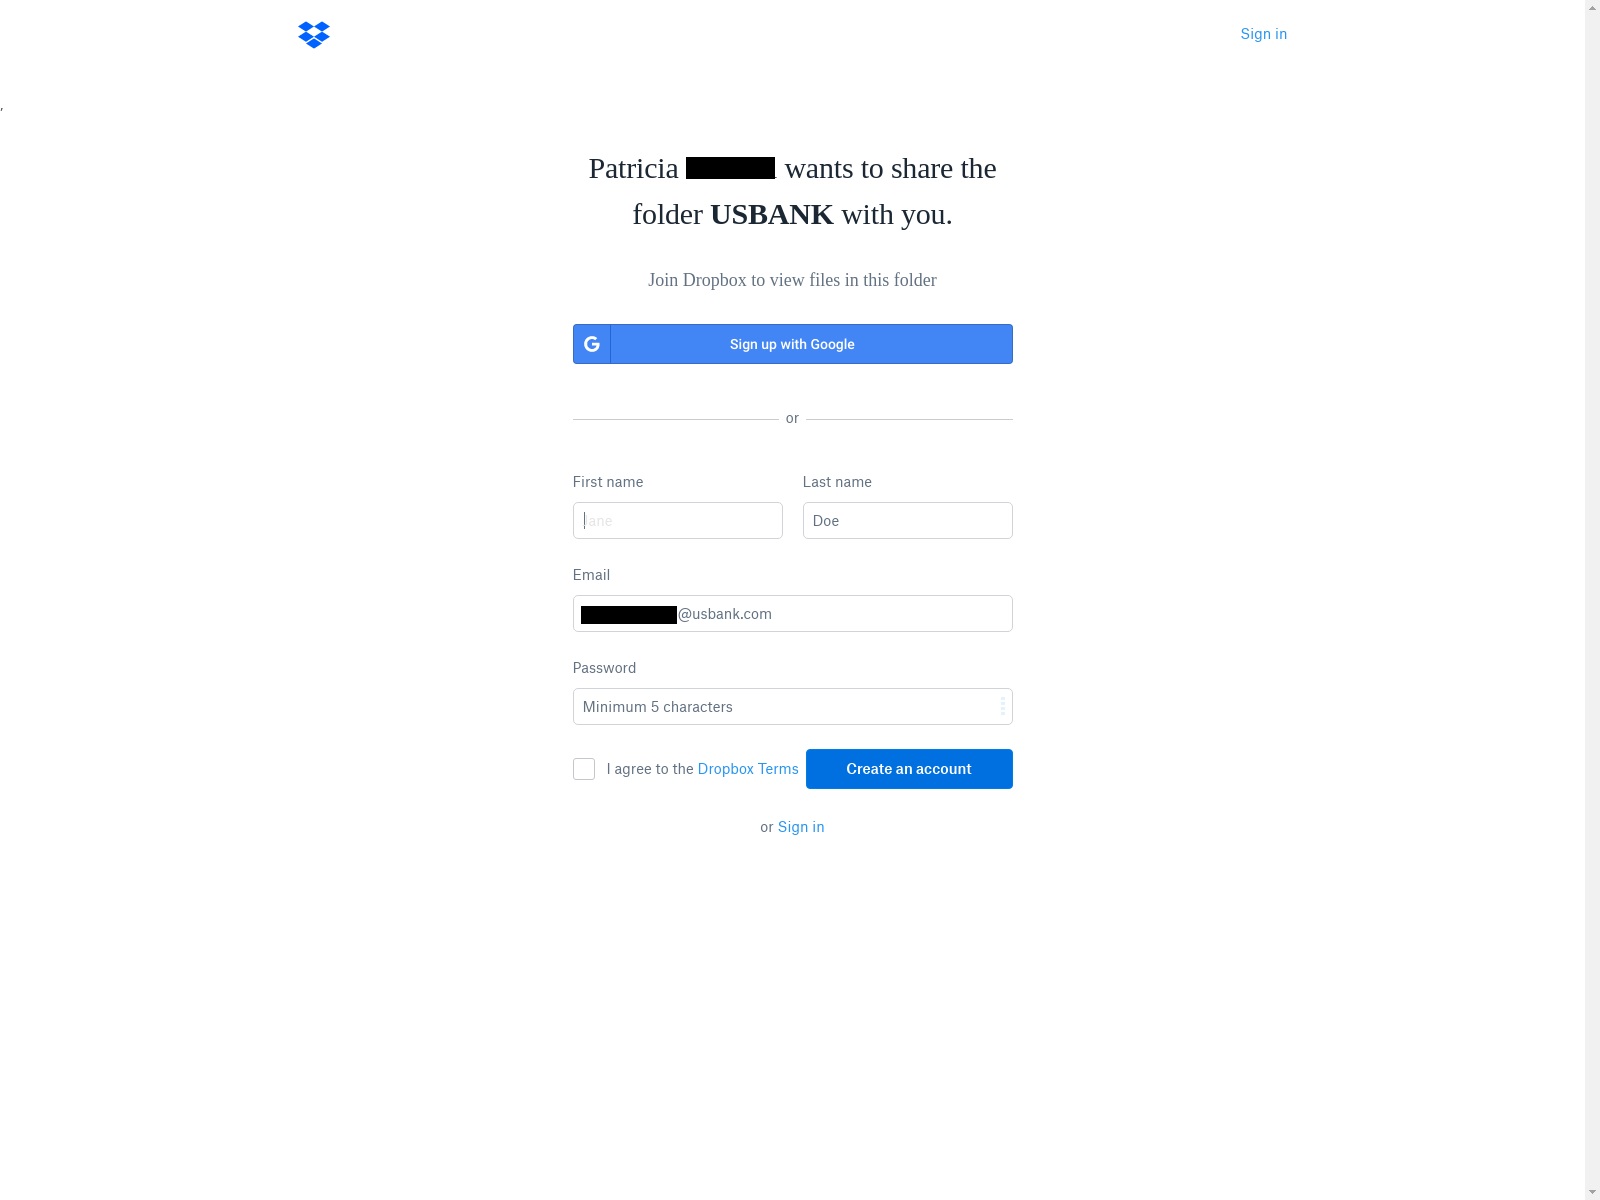 Sign in
,
Patricia wants to share the
folder USBANK with you.
Join Dropbox to view files in this folder
G Sign up with Google
or
First name Last name
Jane Doe
Email
@usbank.com
Password
Minimum 5 characters
I agree to the Dropbox Terms Create an account
or Sign in